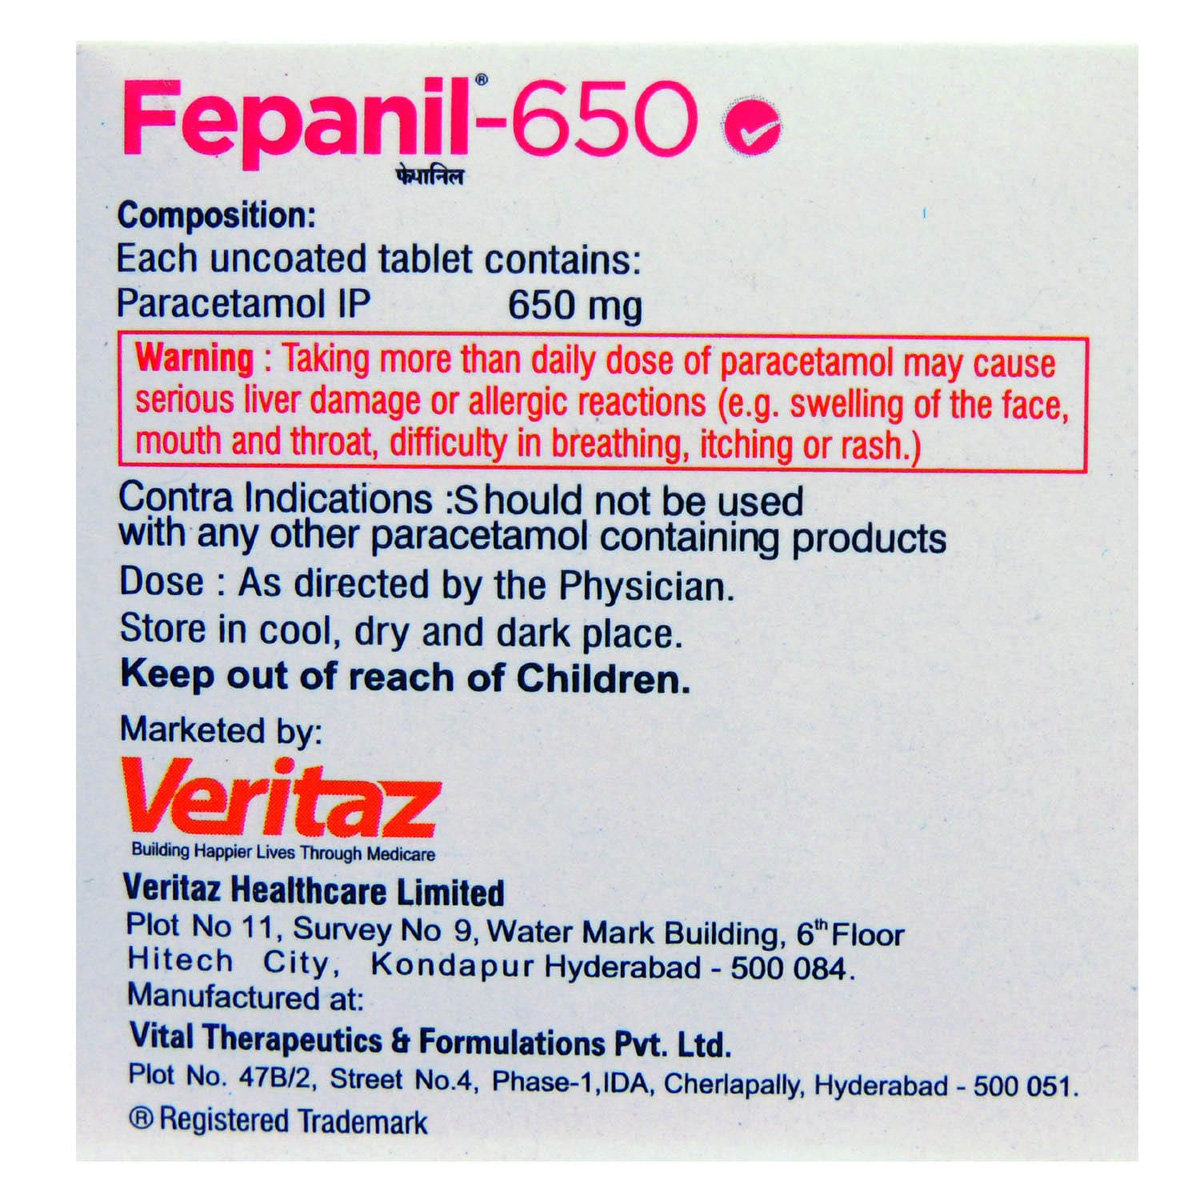 Fepanil®-650
फेपानिल
Composition:
Each uncoated tablet contains:
Paracetamol IP 650 mg
Warning : Taking more than daily dose of paracetamol may cause
serious liver damage or allergic reactions (e.g. swelling of the face,
mouth and throat, difficulty in breathing, itching or rash.)
Contra Indications :Should not be used
with any other paracetamol containing products
Dose : As directed by the Physician.
Store in cool, dry and dark place.
Keep out of reach of Children.
Marketed by:
Veritaz
Building Happier Lives Through Medicare
Veritaz Healthcare Limited
Plot No 11, Survey No 9, Water Mark Building, 6th Floor
Hitech City, Kondapur Hyderabad - 500 084.
Manufactured at:
Vital Therapeutics & Formulations Pvt. Ltd.
Plot No. 47B/2, Street No.4, Phase-1,IDA, Cherlapally, Hyderabad - 500 051.
® Registered Trademark